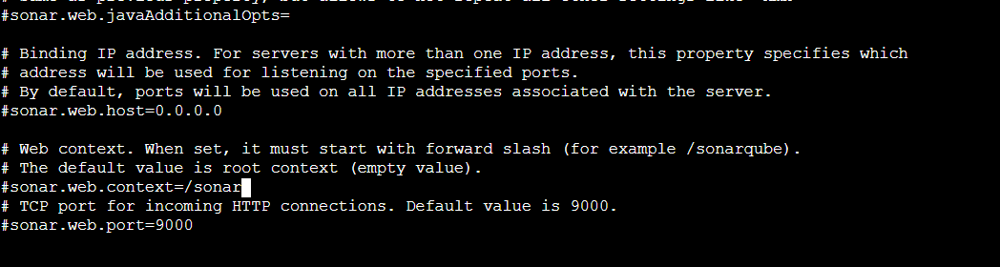 #sonar.web.javaAdditionalOpts=
# Binding IP address. For servers with more than one IP address, this property specifies which
# address will be used for listening on the specified ports.
# By default, ports will be used on all IP addresses associated with the server.
#sonar.web.host=0.0.0.0
# Web context. When set, it must start with forward slash (for example /sonarqube).
# The default value is root context (empty value).
#sonar.web.context=/sonar
# TCP port for incoming HTTP connections. Default value is 9000.
#sonar.web.port=9000